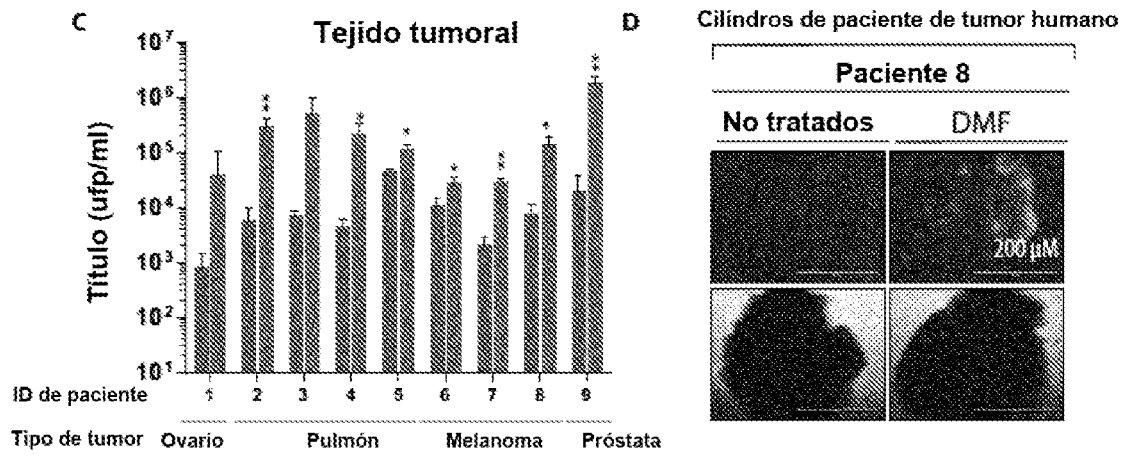 C
Tejido tumoral
Título (ufp/ml)
10⁷
10⁶
10⁵
10⁴
10³
10²
10¹
** ** * * ** * **
ID de paciente 1 2 3 4 5 6 7 8 9
Tipo de tumor Ovario Pulmón Melanoma Próstata
D
Cilindros de paciente de tumor humano
Paciente 8
No tratados DMF
200 µM